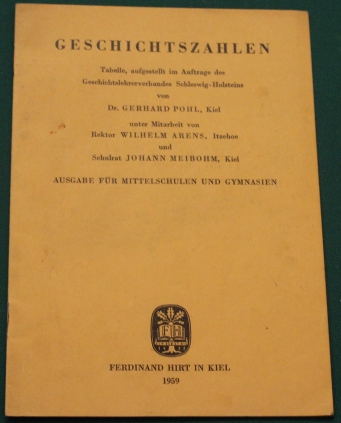 GESCHICHTSZAHLEN
Tabelle, aufgestellt im Auftrage des
Geschichtslehrerverbandes Schleswig-Holsteins
von
Dr. GERHARD POHL, Kiel
unter Mitarbeit von
Rektor WILHELM ARENS, Itzehoe
und
Schulrat JOHANN MEIBOHM, Kiel
AUSGABE FÜR MITTELSCHULEN UND GYMNASIEN
FERDINAND HIRT IN KIEL
1959